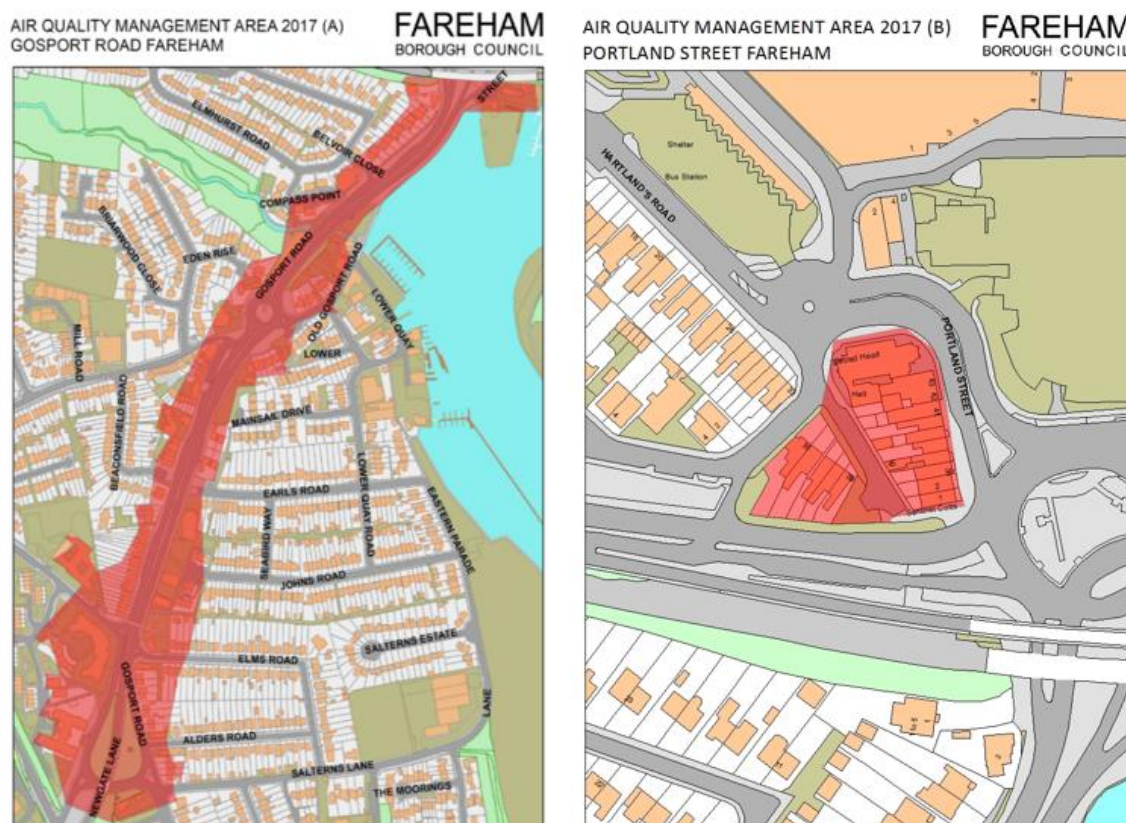 AIR QUALITY MANAGEMENT AREA 2017 (A)
GOSPORT ROAD FAREHAM
FAREHAM
BOROUGH COUNCIL
STREET
ELMHURST ROAD
BELVOIR CLOSE
COMPASS POINT
BRIARWOOD CLOSE
EDEN RISE
GOSPORT ROAD
OLD GOSPORT ROAD
LOWER QUAY
MILL ROAD
LOWER
BEACONSFIELD ROAD
MAINSAIL DRIVE
EARLS ROAD
LOWER QUAY ROAD
EASTERN PARADE
SEABIRD WAY
JOHNS ROAD
SALTERNS ESTATE
ELMS ROAD
GOSPORT ROAD
LANE
ALDERS ROAD
NEWGATE LANE
SALTERNS LANE
THE MOORINGS
AIR QUALITY MANAGEMENT AREA 2017 (B)
PORTLAND STREET FAREHAM
FAREHAM
BOROUGH COUNCIL
Shelter
Bus Station
HARTLAND'S ROAD
PORTLAND STREET
Hall